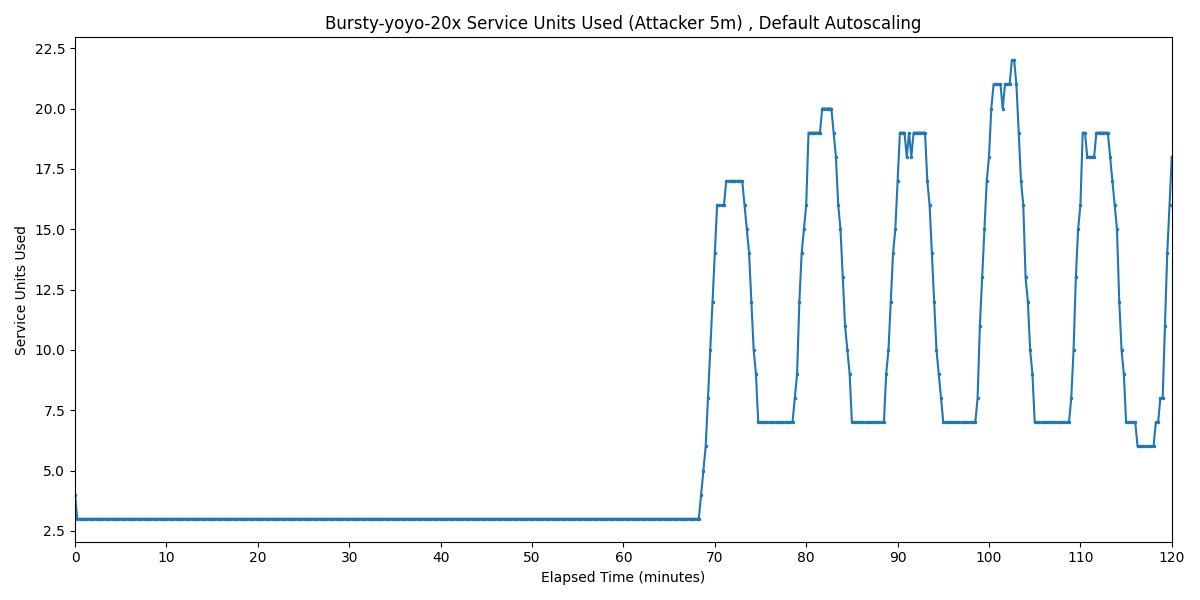 Bursty-yoyo-20x Service Units Used (Attacker 5m) , Default Autoscaling
22.5
20.0
17.5
15.0
12.5
10.0
7.5
5.0
2.5
Service Units Used
0 10 20 30 40 50 60 70 80 90 100 110 120
Elapsed Time (minutes)